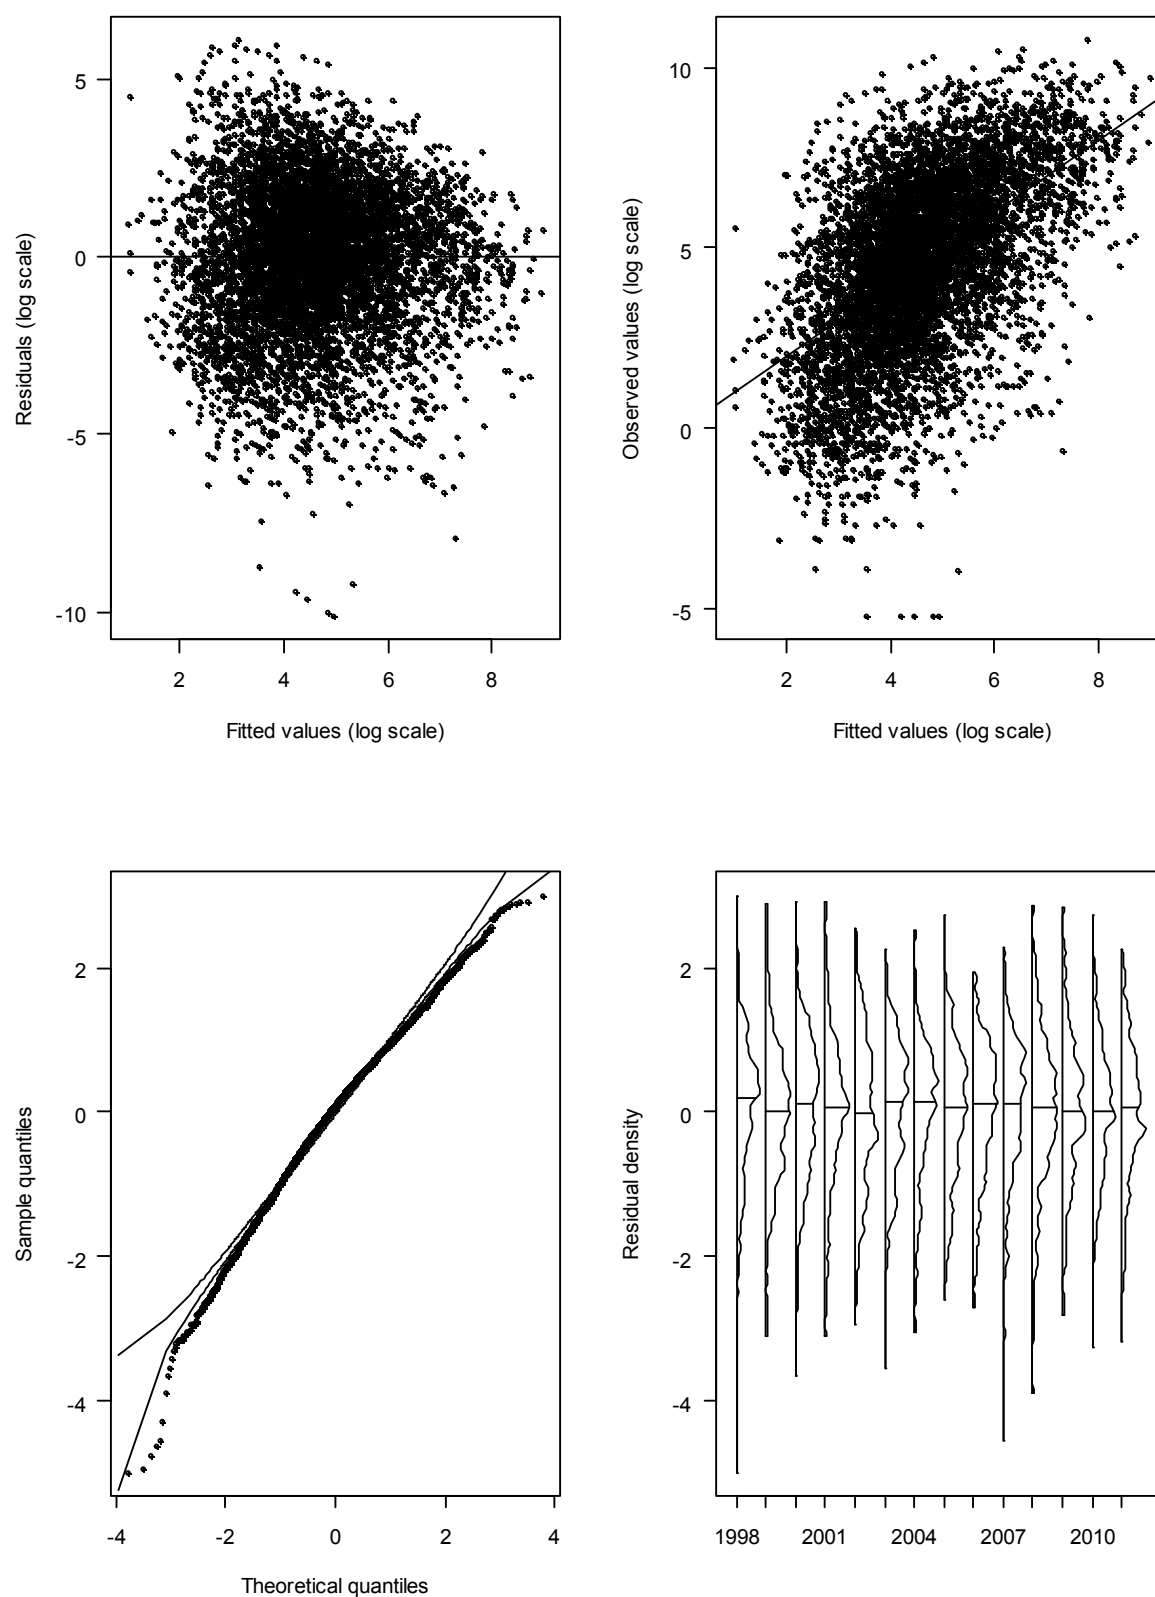 5
0
-5
-10
Residuals (log scale)
2 4 6 8
Fitted values (log scale)
10
5
0
-5
Observed values (log scale)
2 4 6 8
Fitted values (log scale)
2
0
-2
-4
Sample quantiles
-4 -2 0 2 4
Theoretical quantiles
2
0
-2
-4
Residual density
1998 2001 2004 2007 2010